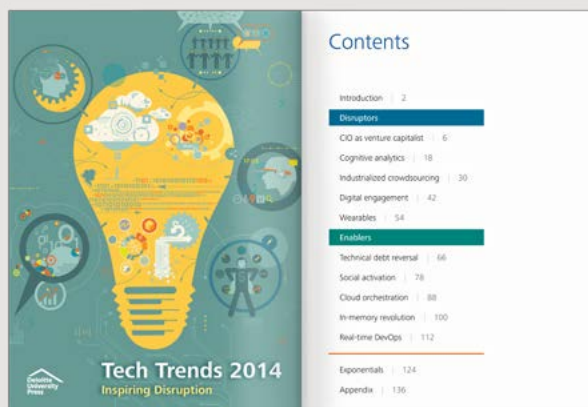 Tech Trends 2014
Inspiring Disruption
Deloitte
University
Press
Contents
Introduction | 2
Disruptors
CIO as venture capitalist | 6
Cognitive analytics | 18
Industrialized crowdsourcing | 30
Digital engagement | 42
Wearables | 54
Enablers
Technical debt reversal | 66
Social activation | 78
Cloud orchestration | 88
In-memory revolution | 100
Real-time DevOps | 112
Exponentials | 124
Appendix | 136